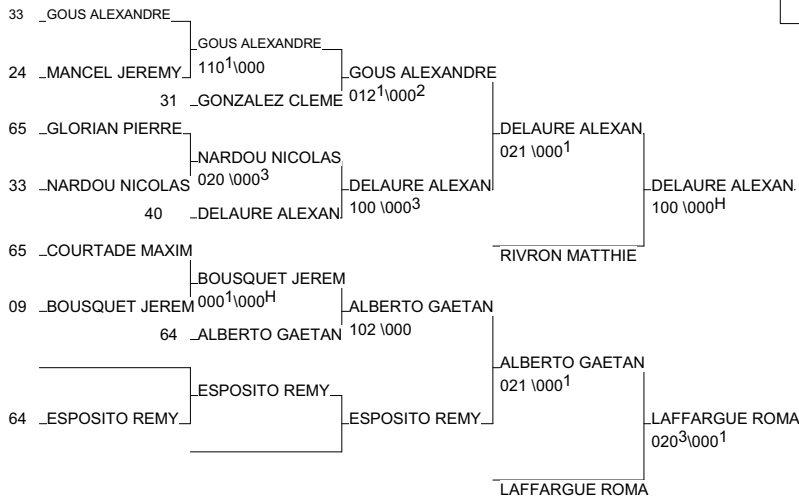 33 GOUS ALEXANDRE
GOUS ALEXANDRE
110¹\000
24 MANCEL JEREMY
GOUS ALEXANDRE
012¹\000²
31 GONZALEZ CLEME
65 GLORIAN PIERRE
DELAURE ALEXAN
021 \000¹
NARDOU NICOLAS
020 \000³
33 NARDOU NICOLAS
DELAURE ALEXAN
100 \000³
DELAURE ALEXAN
100 \000ᴴ
40 DELAURE ALEXAN
65 COURTADE MAXIM
RIVRON MATTHIE
BOUSQUET JEREM
000¹\000ᴴ
09 BOUSQUET JEREM
ALBERTO GAETAN
102 \000
64 ALBERTO GAETAN
ALBERTO GAETAN
021 \000¹
ESPOSITO REMY
64 ESPOSITO REMY
ESPOSITO REMY
LAFFARGUE ROMA
020³\000¹
LAFFARGUE ROMA